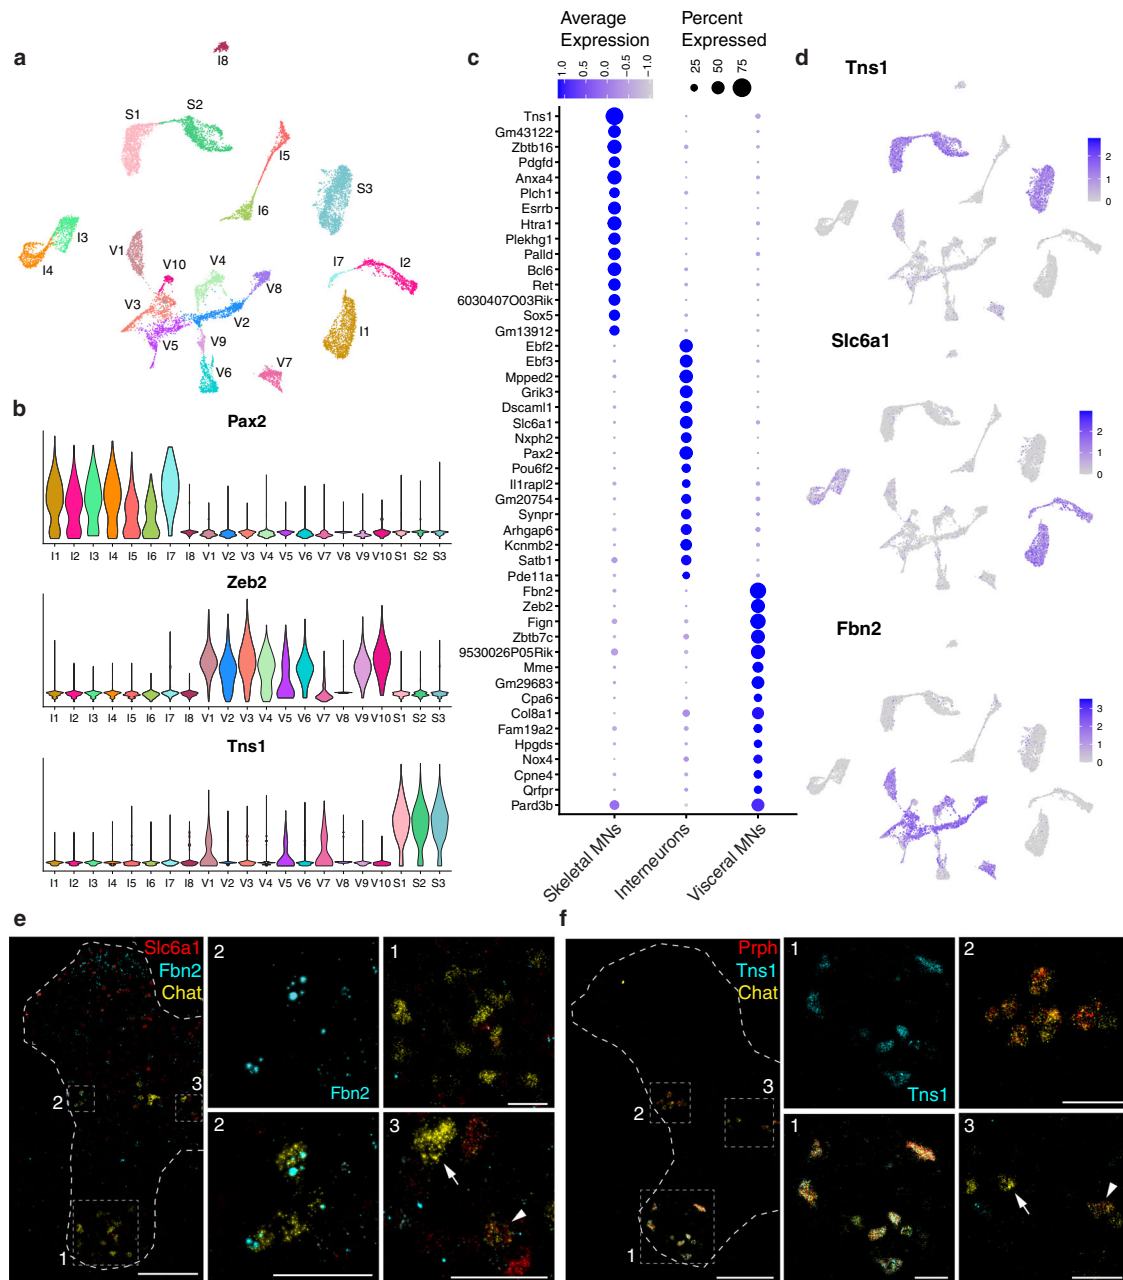 a
I8
S1
S2
I5
S3
I6
I3
I4
V1
V10
V4
I7
I2
V8
V3
V2
V5
V9
I1
V6
V7
b
Pax2
I1 I2 I3 I4 I5 I6 I7 I8 V1 V2 V3 V4 V5 V6 V7 V8 V9 V10 S1 S2 S3
Zeb2
I1 I2 I3 I4 I5 I6 I7 I8 V1 V2 V3 V4 V5 V6 V7 V8 V9 V10 S1 S2 S3
Tns1
I1 I2 I3 I4 I5 I6 I7 I8 V1 V2 V3 V4 V5 V6 V7 V8 V9 V10 S1 S2 S3
c
Average
Expression
1.0 0.5 0.0 −0.5 −1.0
Percent
Expressed
25 50 75
Tns1
Gm43122
Zbtb16
Pdgfd
Anxa4
Plch1
Esrrb
Htra1
Plekhg1
Palld
Bcl6
Ret
6030407O03Rik
Sox5
Gm13912
Ebf2
Ebf3
Mpped2
Grik3
Dscaml1
Slc6a1
Nxph2
Pax2
Pou6f2
Il1rapl2
Gm20754
Synpr
Arhgap6
Kcnmb2
Satb1
Pde11a
Fbn2
Zeb2
Fign
Zbtb7c
9530026P05Rik
Mme
Gm29683
Cpa6
Col8a1
Fam19a2
Hpgds
Nox4
Cpne4
Qrfpr
Pard3b
Skeletal MNs
Interneurons
Visceral MNs
d
Tns1
2
1
0
Slc6a1
2
1
0
Fbn2
3
2
1
0
e
Slc6a1
Fbn2
Chat
3
2
1
2
Fbn2
1
2
3
f
Prph
Tns1
Chat
3
2
1
1
Tns1
2
1
3